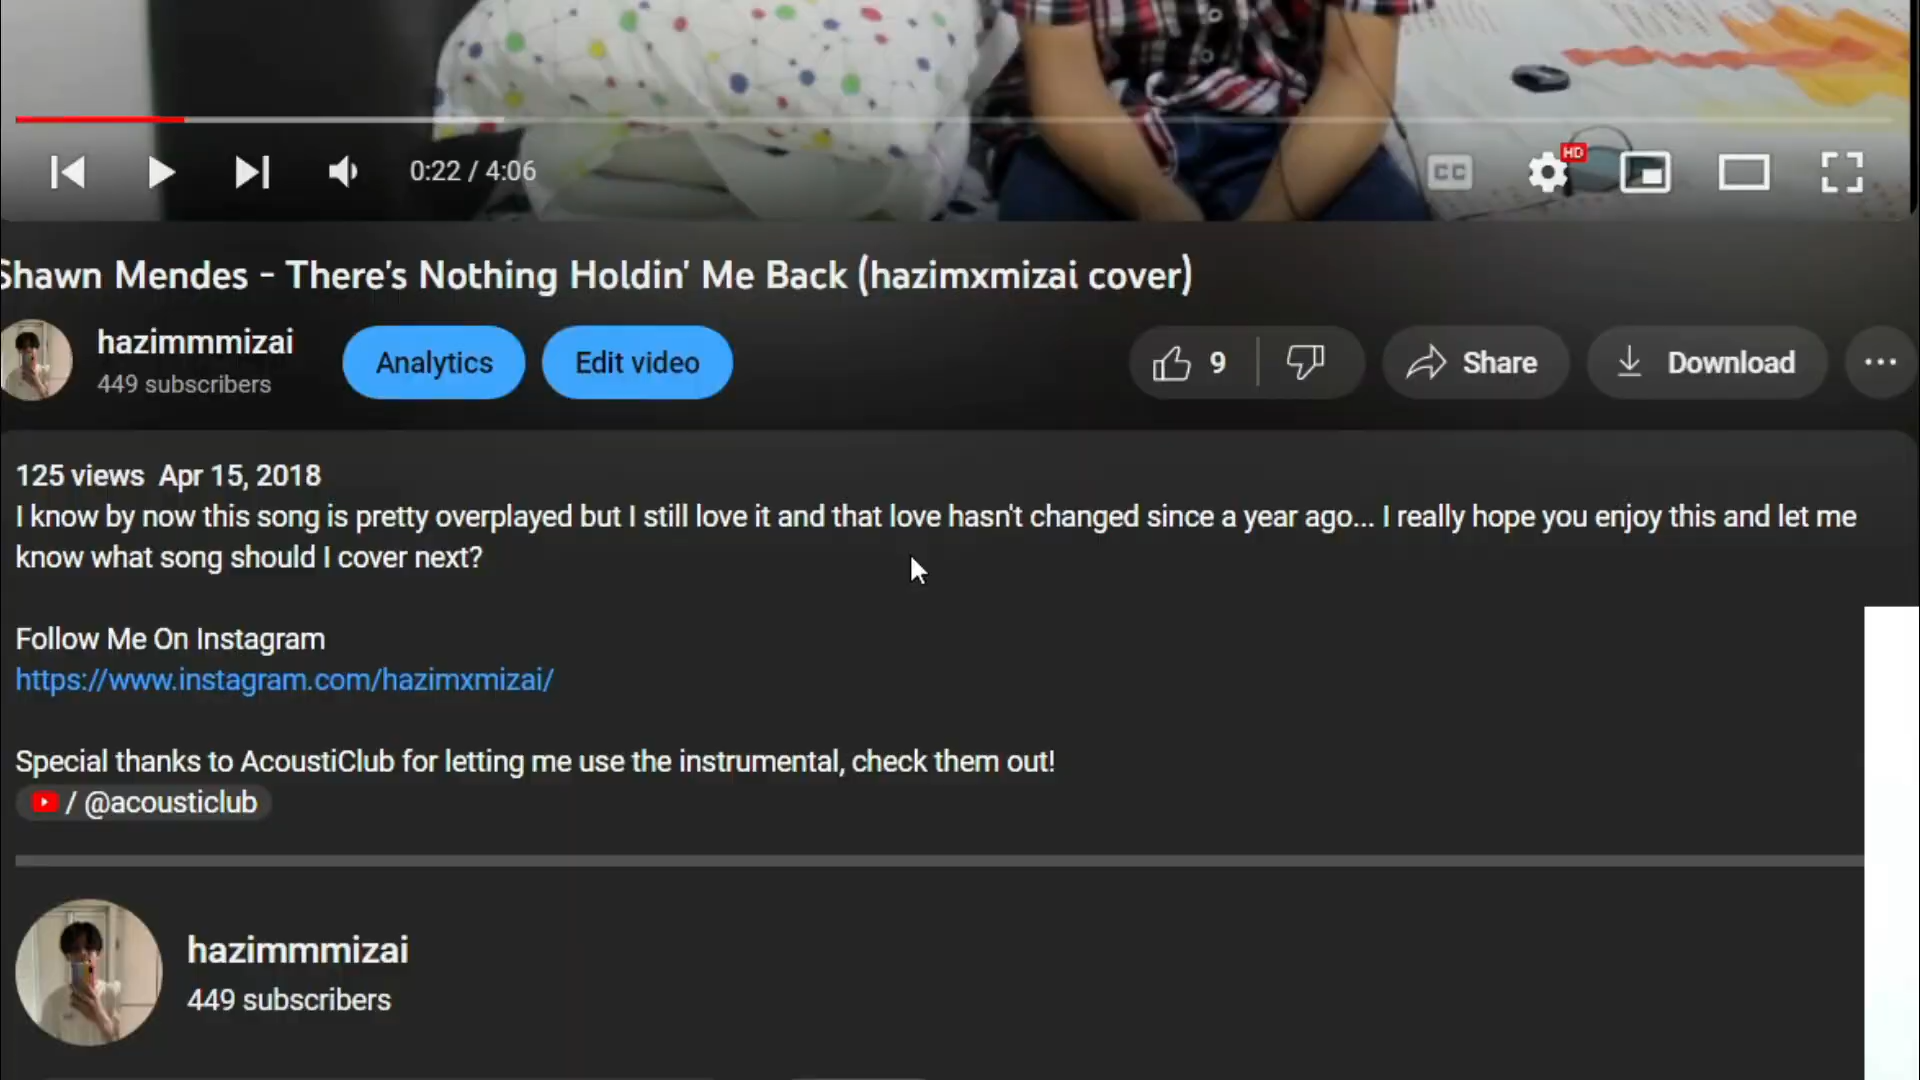 0:22 / 4:06
CC
HD
Shawn Mendes - There's Nothing Holdin' Me Back (hazimxmizai cover)
hazimmmizai
449 subscribers
Analytics
Edit video
9
Share
Download
125 views Apr 15, 2018
I know by now this song is pretty overplayed but I still love it and that love hasn't changed since a year ago... I really hope you enjoy this and let me
know what song should I cover next?
Follow Me On Instagram
https://www.instagram.com/hazimxmizai/
Special thanks to AcoustiClub for letting me use the instrumental, check them out!
/ @acousticlub
hazimmmizai
449 subscribers